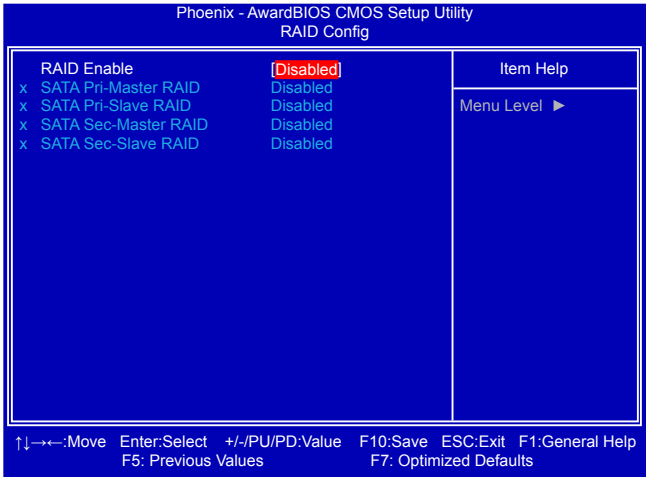 Phoenix - AwardBIOS CMOS Setup Utility
RAID Config
RAID Enable [Disabled]
x SATA Pri-Master RAID Disabled
x SATA Pri-Slave RAID Disabled
x SATA Sec-Master RAID Disabled
x SATA Sec-Slave RAID Disabled
Item Help
Menu Level ►
↑↓→←:Move Enter:Select +/-/PU/PD:Value F10:Save ESC:Exit F1:General Help
F5: Previous Values F7: Optimized Defaults